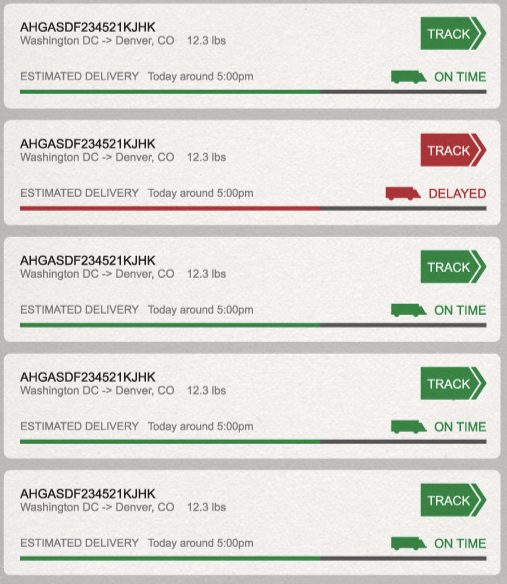 AHGASDF234521KJHK
Washington DC -> Denver, CO 12.3 lbs
TRACK
ESTIMATED DELIVERY Today around 5:00pm
ON TIME
AHGASDF234521KJHK
Washington DC -> Denver, CO 12.3 lbs
TRACK
ESTIMATED DELIVERY Today around 5:00pm
DELAYED
AHGASDF234521KJHK
Washington DC -> Denver, CO 12.3 lbs
TRACK
ESTIMATED DELIVERY Today around 5:00pm
ON TIME
AHGASDF234521KJHK
Washington DC -> Denver, CO 12.3 lbs
TRACK
ESTIMATED DELIVERY Today around 5:00pm
ON TIME
AHGASDF234521KJHK
Washington DC -> Denver, CO 12.3 lbs
TRACK
ESTIMATED DELIVERY Today around 5:00pm
ON TIME